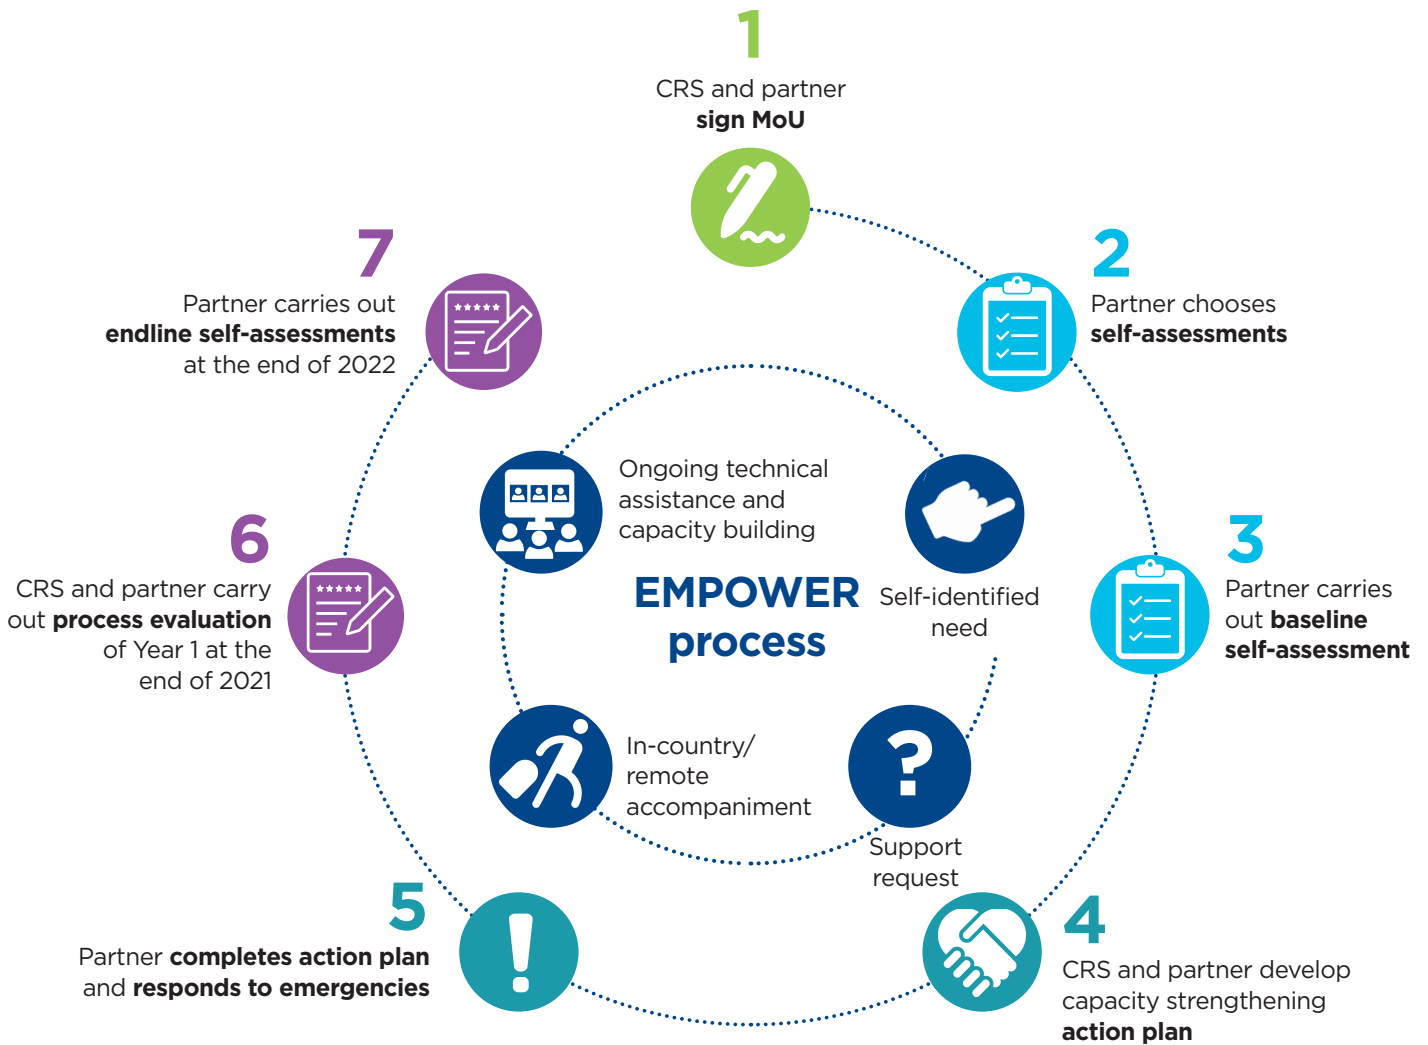 1
CRS and partner
sign MoU
2
Partner chooses
self-assessments
3
Partner carries
out baseline
self-assessment
4
CRS and partner develop
capacity strengthening
action plan
5
Partner completes action plan
and responds to emergencies
6
CRS and partner carry
out process evaluation
of Year 1 at the
end of 2021
7
Partner carries out
endline self-assessments
at the end of 2022
EMPOWER
process
Self-identified
need
?
Support
request
In-country/
remote
accompaniment
Ongoing technical
assistance and
capacity building
!